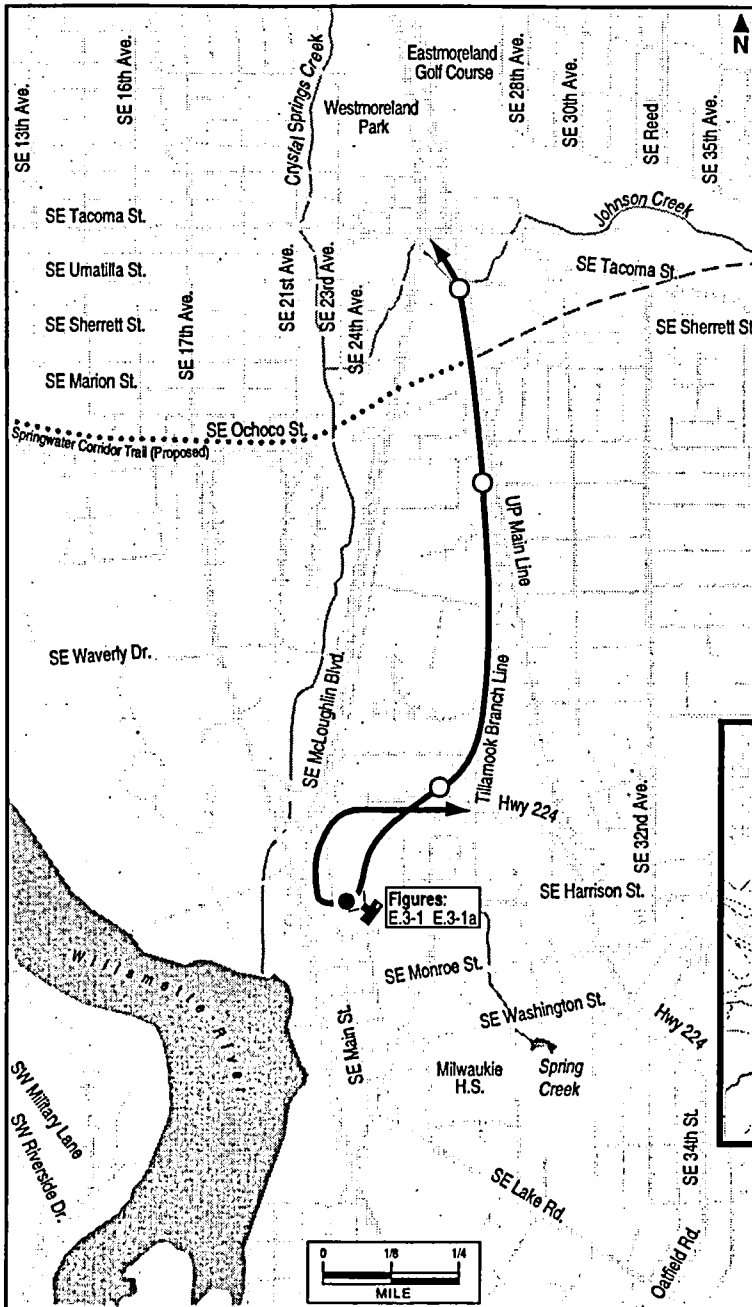 N
Eastmoreland
Golf Course
Westmoreland
Park
SE 13th Ave.
SE 16th Ave.
Crystal Springs Creek
SE 28th Ave.
SE 30th Ave.
SE Reed
SE 35th Ave.
Johnson Creek
SE Tacoma St.
SE Tacoma St.
SE Umatilla St.
SE 21st Ave.
SE 23rd Ave.
SE 24th Ave.
SE Sherrett St.
SE 17th Ave.
SE Sherrett St
SE Marion St.
SE Ochoco St.
Springwater Corridor Trail (Proposed)
UP Main Line
SE Waverly Dr.
SE McLoughlin Blvd.
Tillamook Branch Line
Hwy 224
SE 32nd Ave.
SE Harrison St.
Figures:
E.3-1 E.3-1a
SE Monroe St.
SE Washington St.
Hwy 224
Willamette River
SE Main St.
Milwaukie
H.S.
Spring
Creek
SW Military Lane
SW Riverside Dr.
SE 34th St.
SE Lake Rd.
Oatfield Rd.
0 1/8 1/4
MILE